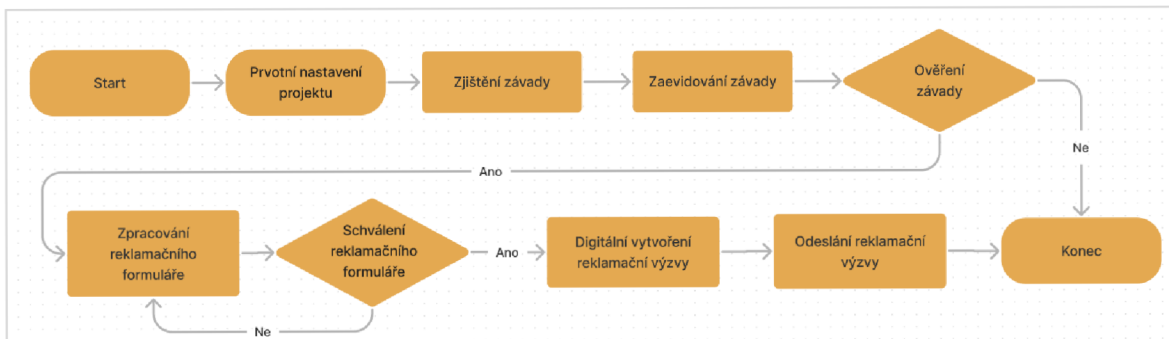 Start
Prvotní nastavení
projektu
Zjištění závady
Zaevidování závady
Ověření
závady
Ne
Ano
Zpracování
reklamačního
formuláře
Schválení
reklamačního
formuláře
Ano
Digitální vytvoření
reklamační výzvy
Odeslání reklamační
výzvy
Konec
Ne